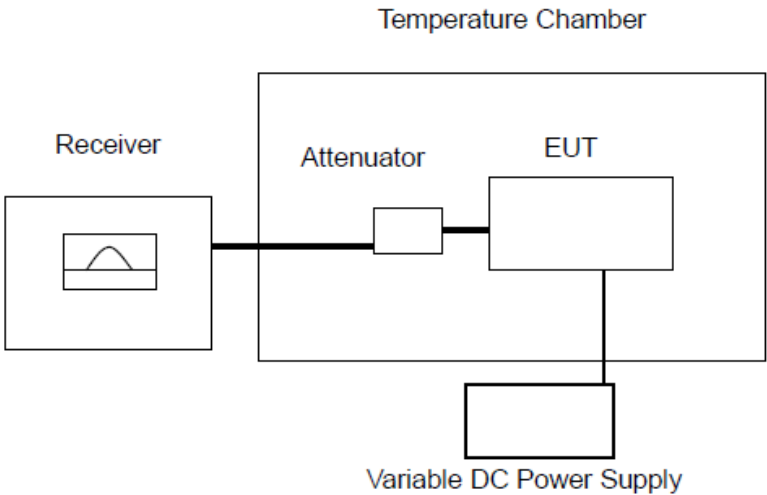 Temperature Chamber
Receiver
Attenuator
EUT
Variable DC Power Supply